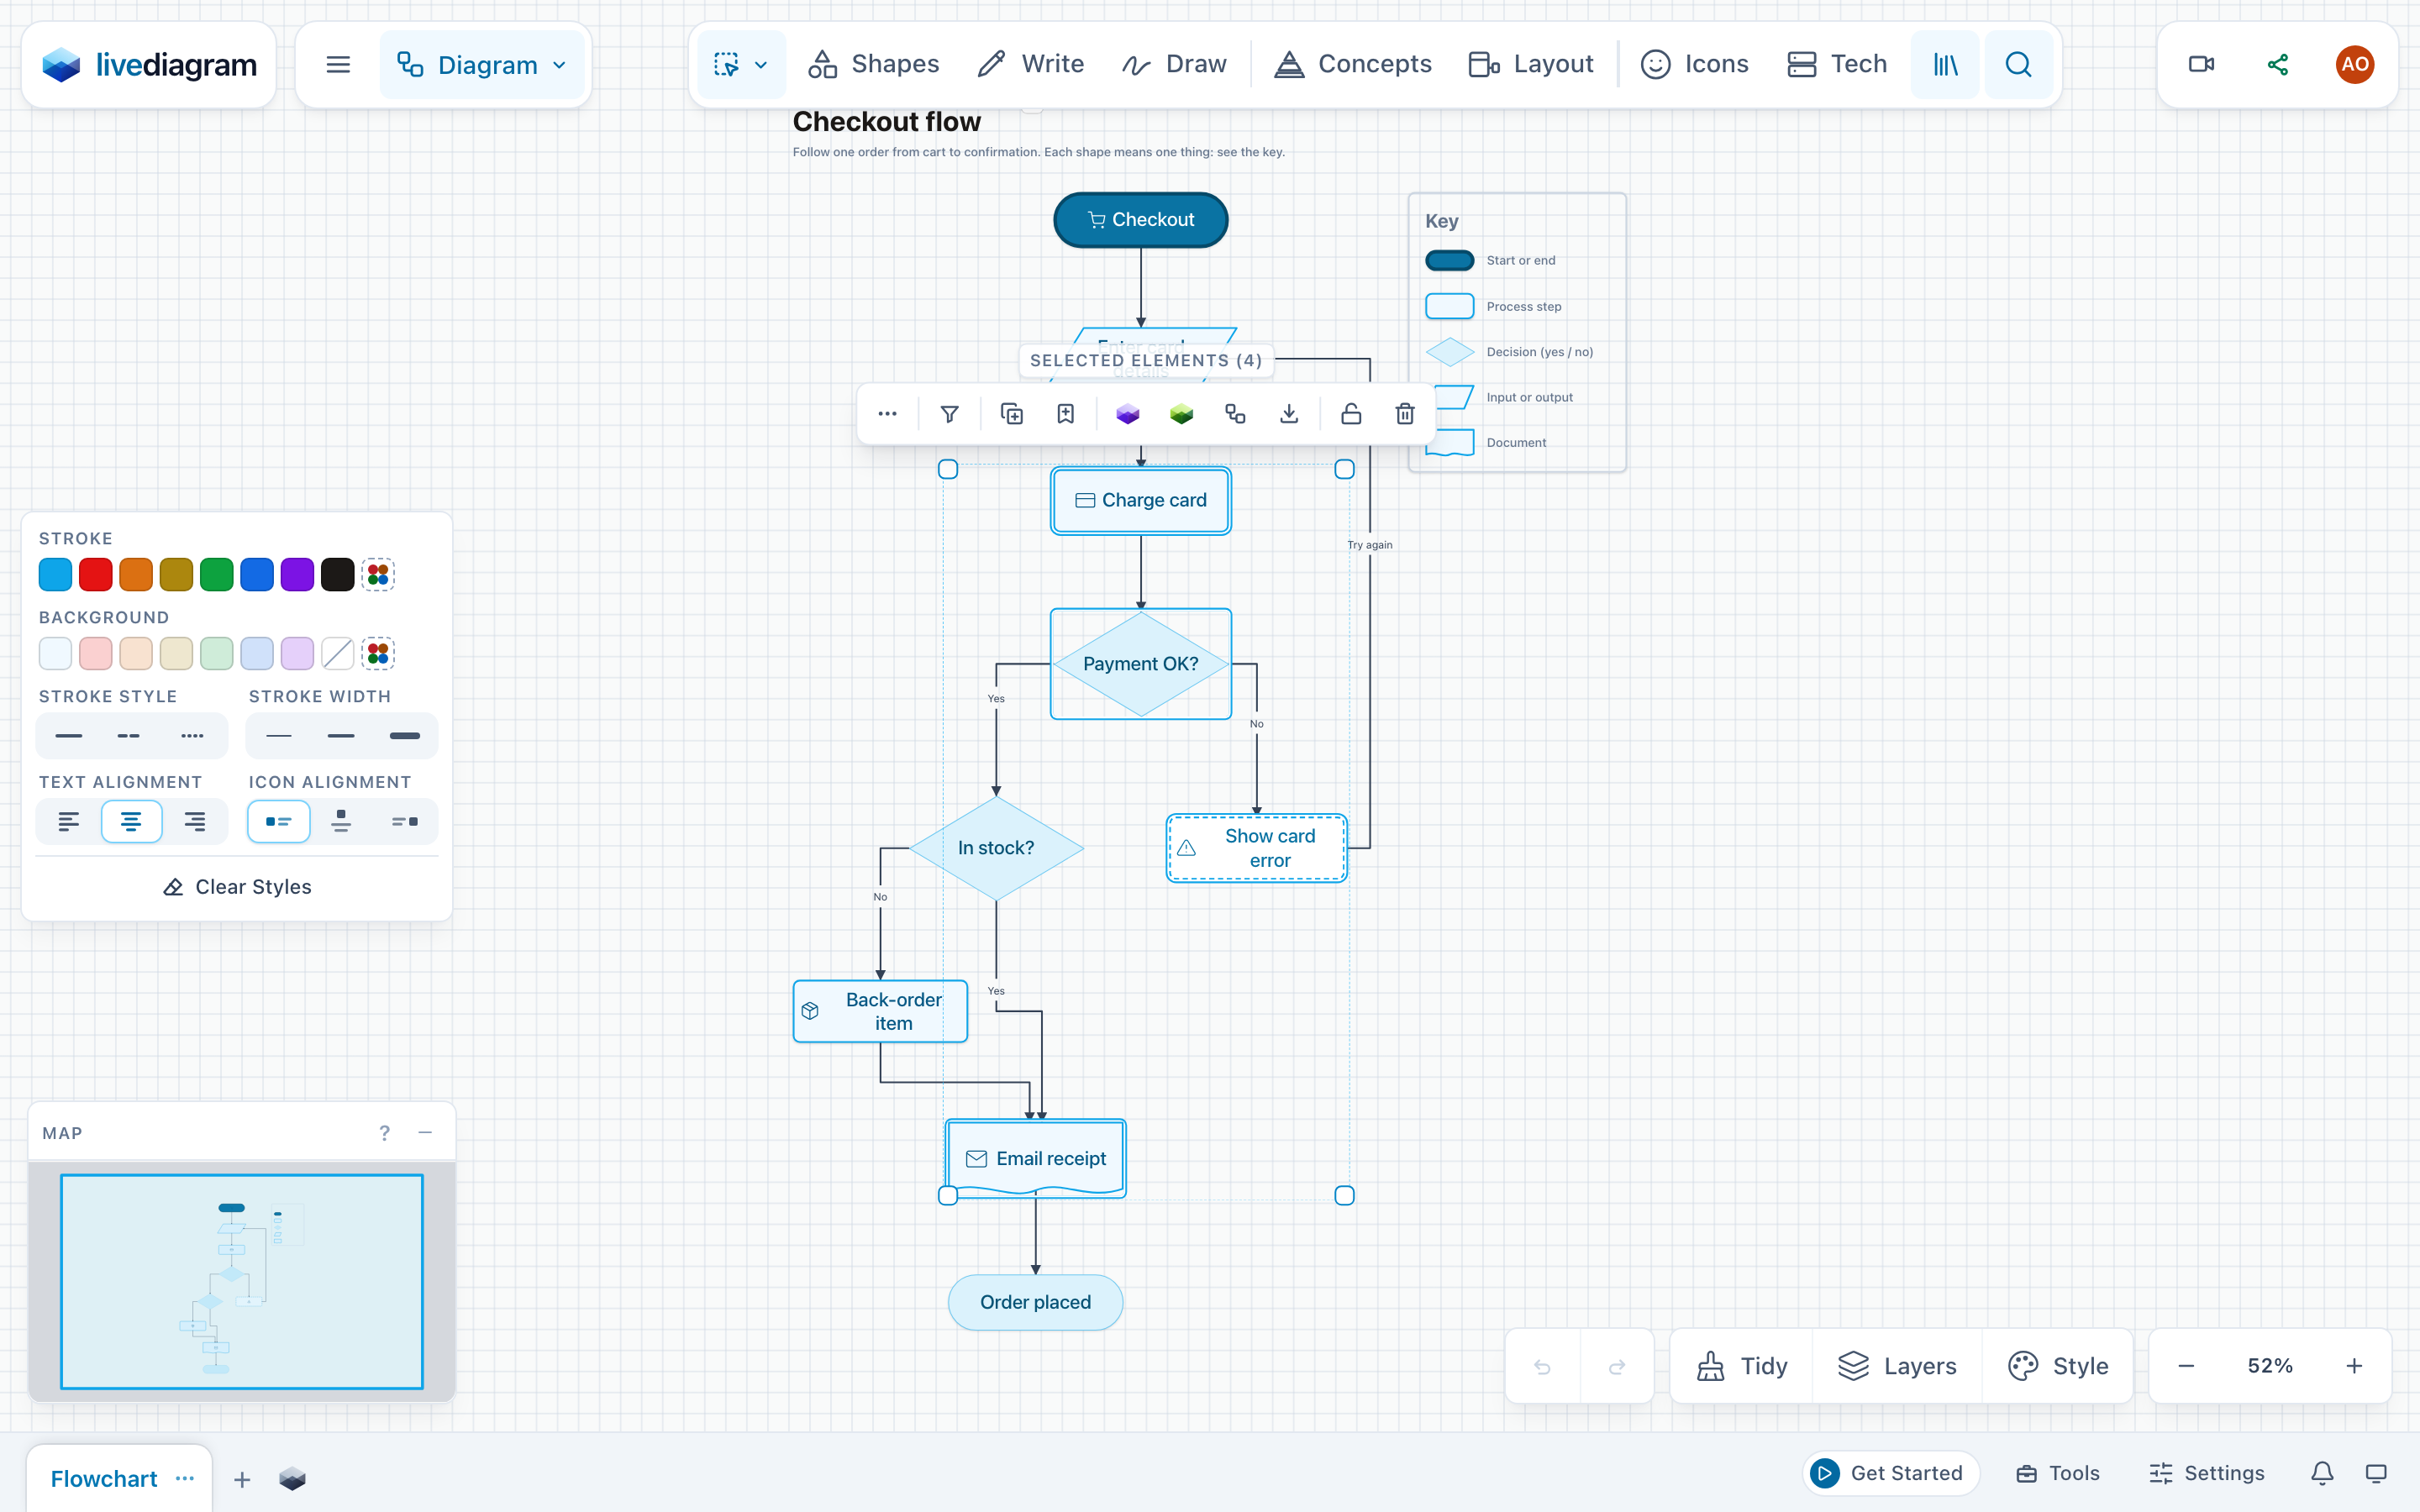 livediagram
Diagram
Shapes
Write
Draw
Concepts
Layout
Icons
Tech
AO
Checkout flow
Follow one order from cart to confirmation. Each shape means one thing: see the key.
Checkout
Key
Start or end
Process step
Decision (yes / no)
Input or output
Document
Enter card
details
SELECTED ELEMENTS (4)
Charge card
Try again
Payment OK?
Yes
No
In stock?
Show card
error
No
Yes
Back-order
item
Email receipt
Order placed
STROKE
BACKGROUND
STROKE STYLE
STROKE WIDTH
TEXT ALIGNMENT
ICON ALIGNMENT
Clear Styles
MAP
?
Tidy
Layers
Style
52%
Flowchart
Get Started
Tools
Settings